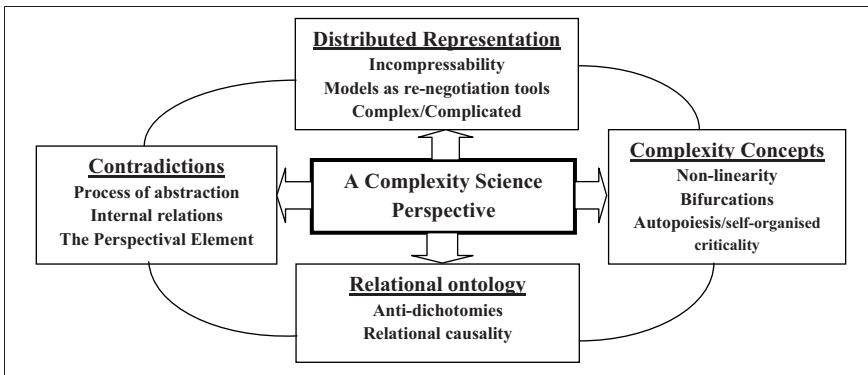 Distributed Representation
Incompressability
Models as re-negotiation tools
Complex/Complicated
Contradictions
Process of abstraction
Internal relations
The Perspectival Element
A Complexity Science
Perspective
Complexity Concepts
Non-linearity
Bifurcations
Autopoiesis/self-organised
criticality
Relational ontology
Anti-dichotomies
Relational causality